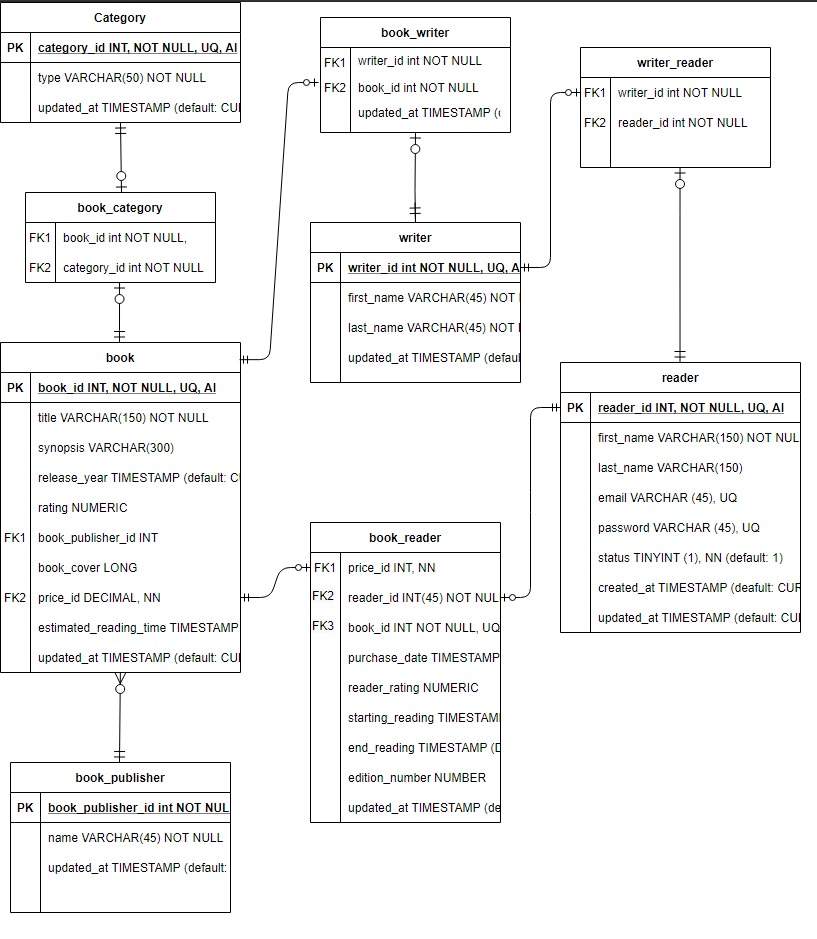 Category
PK category_id INT, NOT NULL, UQ, AI
type VARCHAR(50) NOT NULL
updated_at TIMESTAMP (default: CU
book_category
FK1 book_id int NOT NULL,
FK2 category_id int NOT NULL
book
PK book_id INT, NOT NULL, UQ, AI
title VARCHAR(150) NOT NULL
synopsis VARCHAR(300)
release_year TIMESTAMP (default: C
rating NUMERIC
FK1 book_publisher_id INT
book_cover LONG
FK2 price_id DECIMAL, NN
estimated_reading_time TIMESTAMP
updated_at TIMESTAMP (default: CU
book_publisher
PK book_publisher_id int NOT NUL
name VARCHAR(45) NOT NULL
updated_at TIMESTAMP (default:
book_writer
FK1 writer_id int NOT NULL
FK2 book_id int NOT NULL
updated_at TIMESTAMP (
writer
PK writer_id int NOT NULL, UQ, A
first_name VARCHAR(45) NOT
last_name VARCHAR(45) NOT
updated_at TIMESTAMP (defaul
book_reader
FK1 price_id INT, NN
FK2 reader_id INT(45) NOT NUL
FK3 book_id INT NOT NULL, UQ
purchase_date TIMESTAMP
reader_rating NUMERIC
starting_reading TIMESTAM
end_reading TIMESTAMP (D
edition_number NUMBER
updated_at TIMESTAMP (de
writer_reader
FK1 writer_id int NOT NULL
FK2 reader_id int NOT NULL
reader
PK reader_id INT, NOT NULL, UQ, AI
first_name VARCHAR(150) NOT NUL
last_name VARCHAR(150)
email VARCHAR (45), UQ
password VARCHAR (45), UQ
status TINYINT (1), NN (default: 1)
created_at TIMESTAMP (deafult: CUR
updated_at TIMESTAMP (default: CU